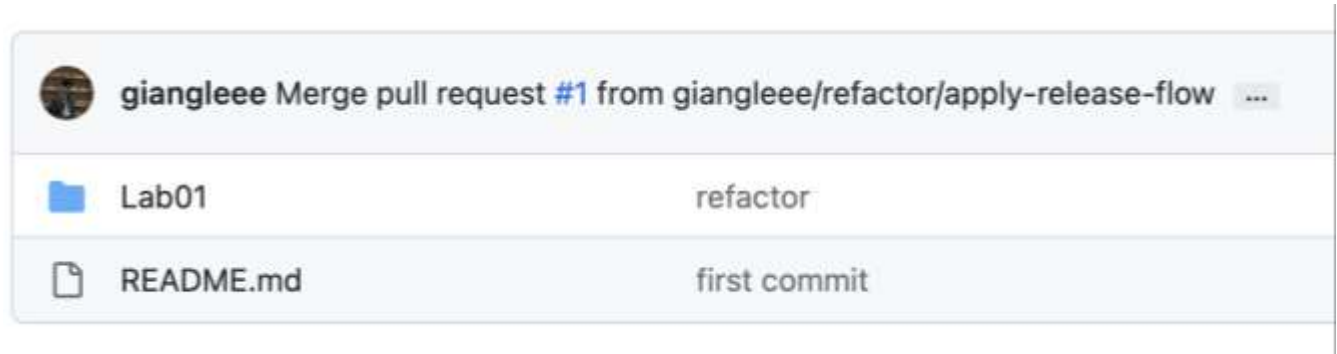 giangleee Merge pull request #1 from giangleee/refactor/apply-release-flow ...
Lab01 refactor
README.md first commit